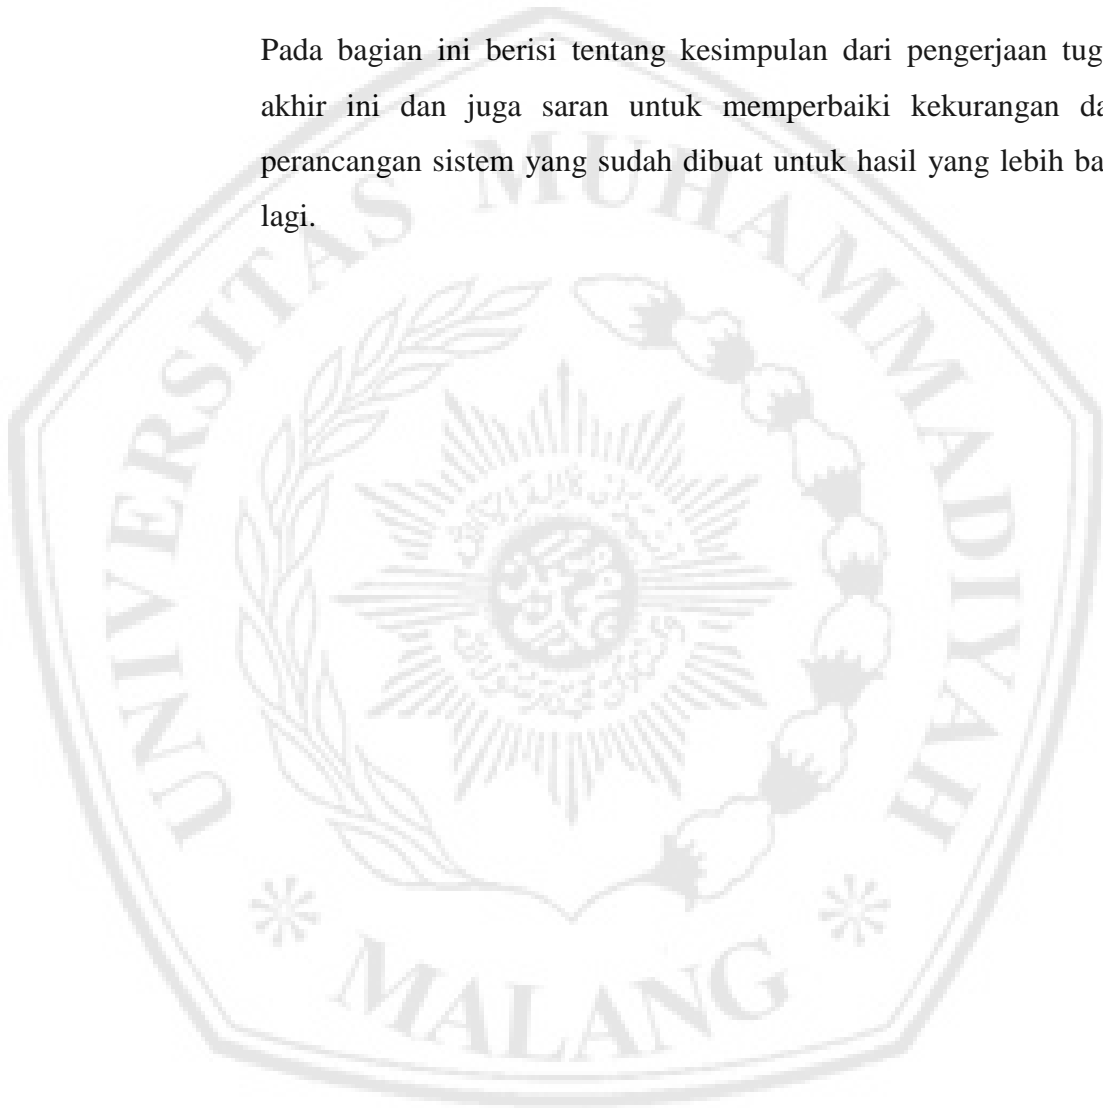 Pada bagian ini berisi tentang kesimpulan dari pengerjaan tug
akhir ini dan juga saran untuk memperbaiki kekurangan da
perancangan sistem yang sudah dibuat untuk hasil yang lebih ba
lagi.
UNIVERSITAS MUHAMMADIYAH
MALANG